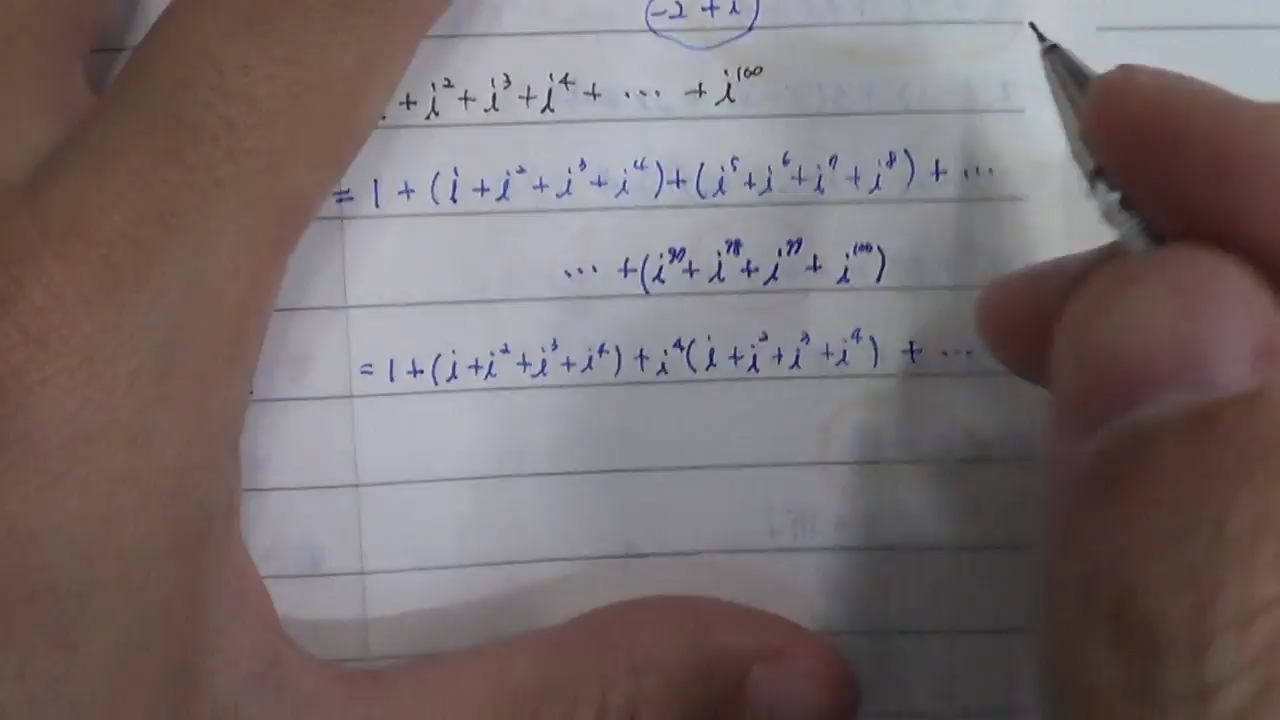 -2 + i
+ i² + i³ + i⁴ + ... + i¹⁰⁰
= 1 + (i + i² + i³ + i⁴) + (i⁵ + i⁶ + i⁷ + i⁸) + ...
... + (i⁹⁷ + i⁹⁸ + i⁹⁹ + i¹⁰⁰)
= 1 + (i + i² + i³ + i⁴) + i⁴(i + i² + i³ + i⁴) + ...